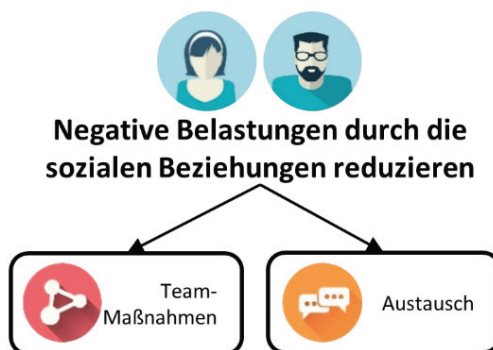 Negative Belastungen durch die
sozialen Beziehungen reduzieren
Team-
Maßnahmen
Austausch